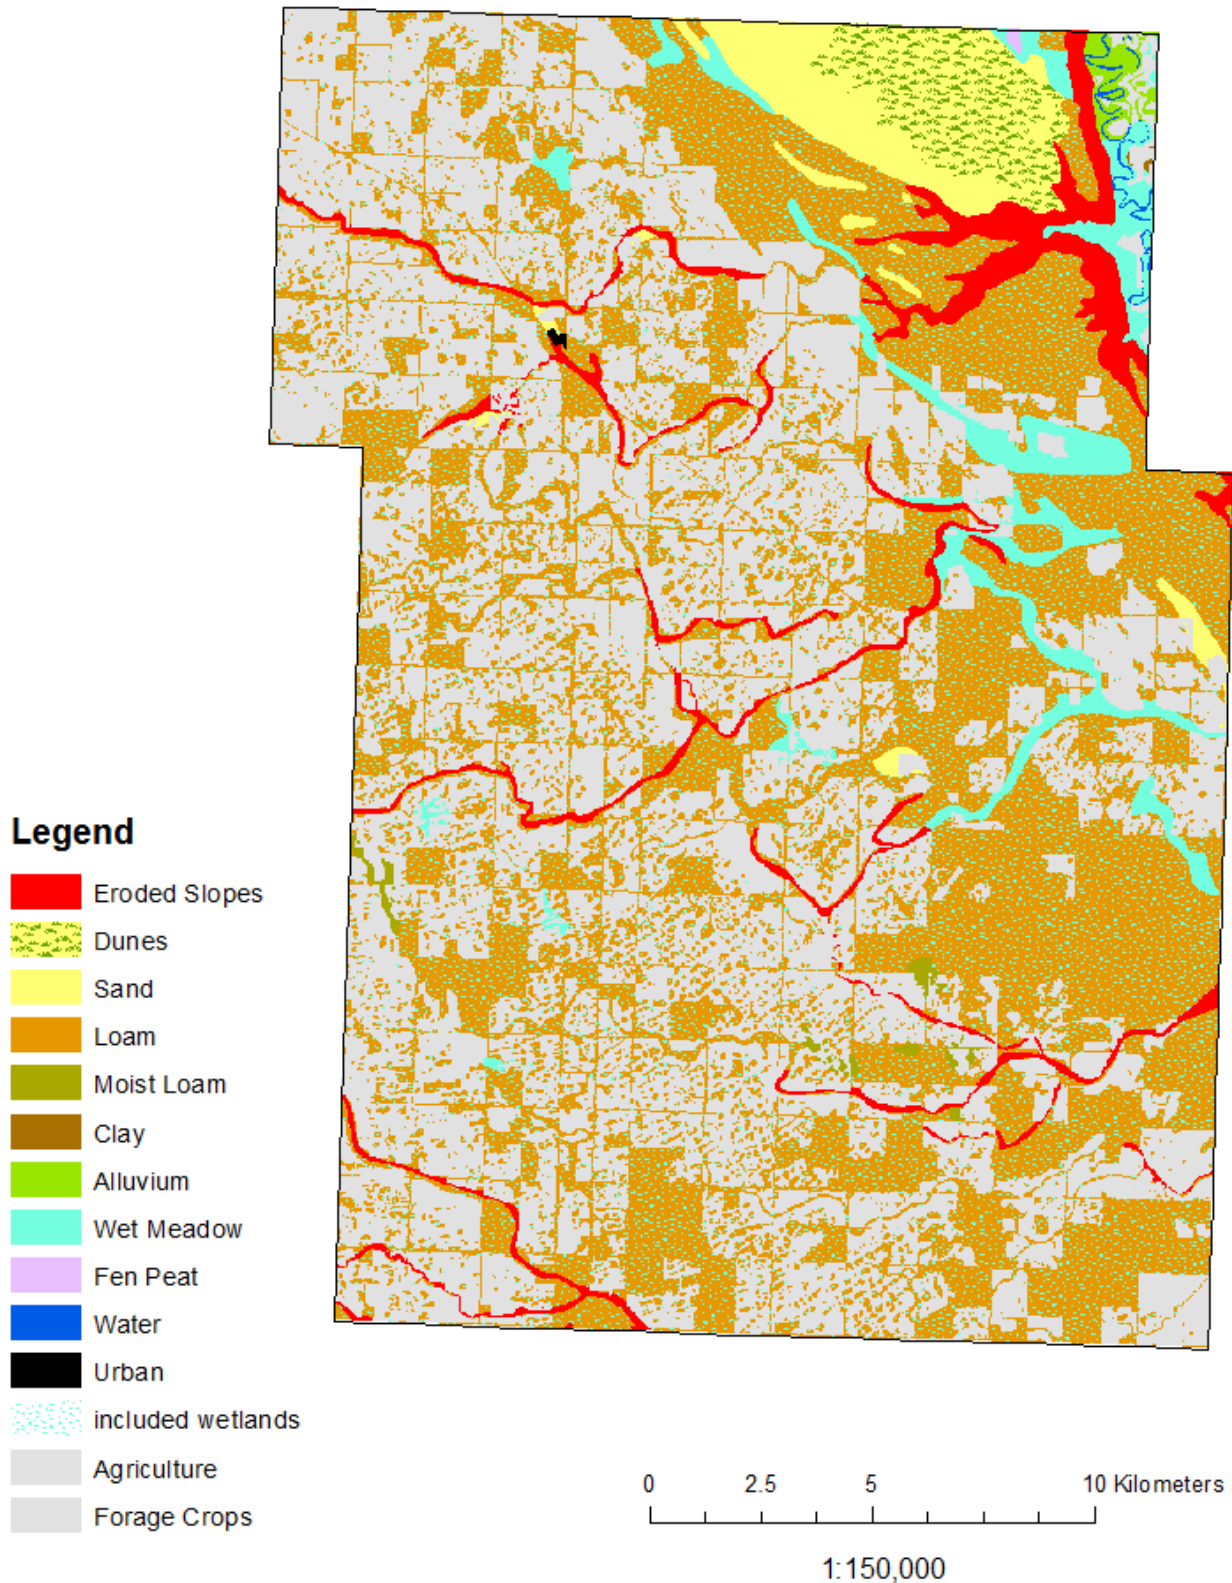 Legend
Eroded Slopes
Dunes
Sand
Loam
Moist Loam
Clay
Alluvium
Wet Meadow
Fen Peat
Water
Urban
included wetlands
Agriculture
Forage Crops
0 2.5 5 10 Kilometers
1:150,000